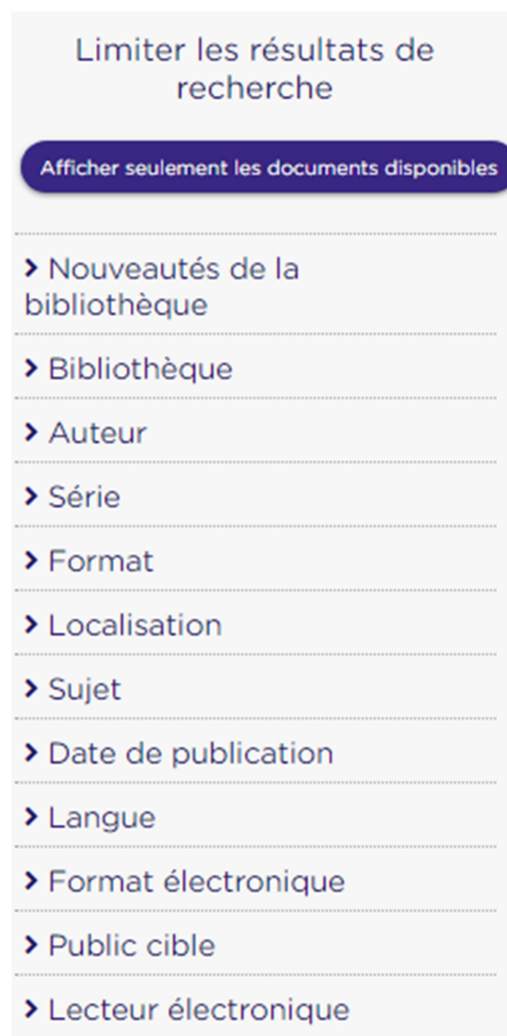 Limiter les résultats de
recherche
Afficher seulement les documents disponibles
Nouveautés de la
bibliothèque
Bibliothèque
Auteur
Série
Format
Localisation
Sujet
Date de publication
Langue
Format électronique
Public cible
Lecteur électronique